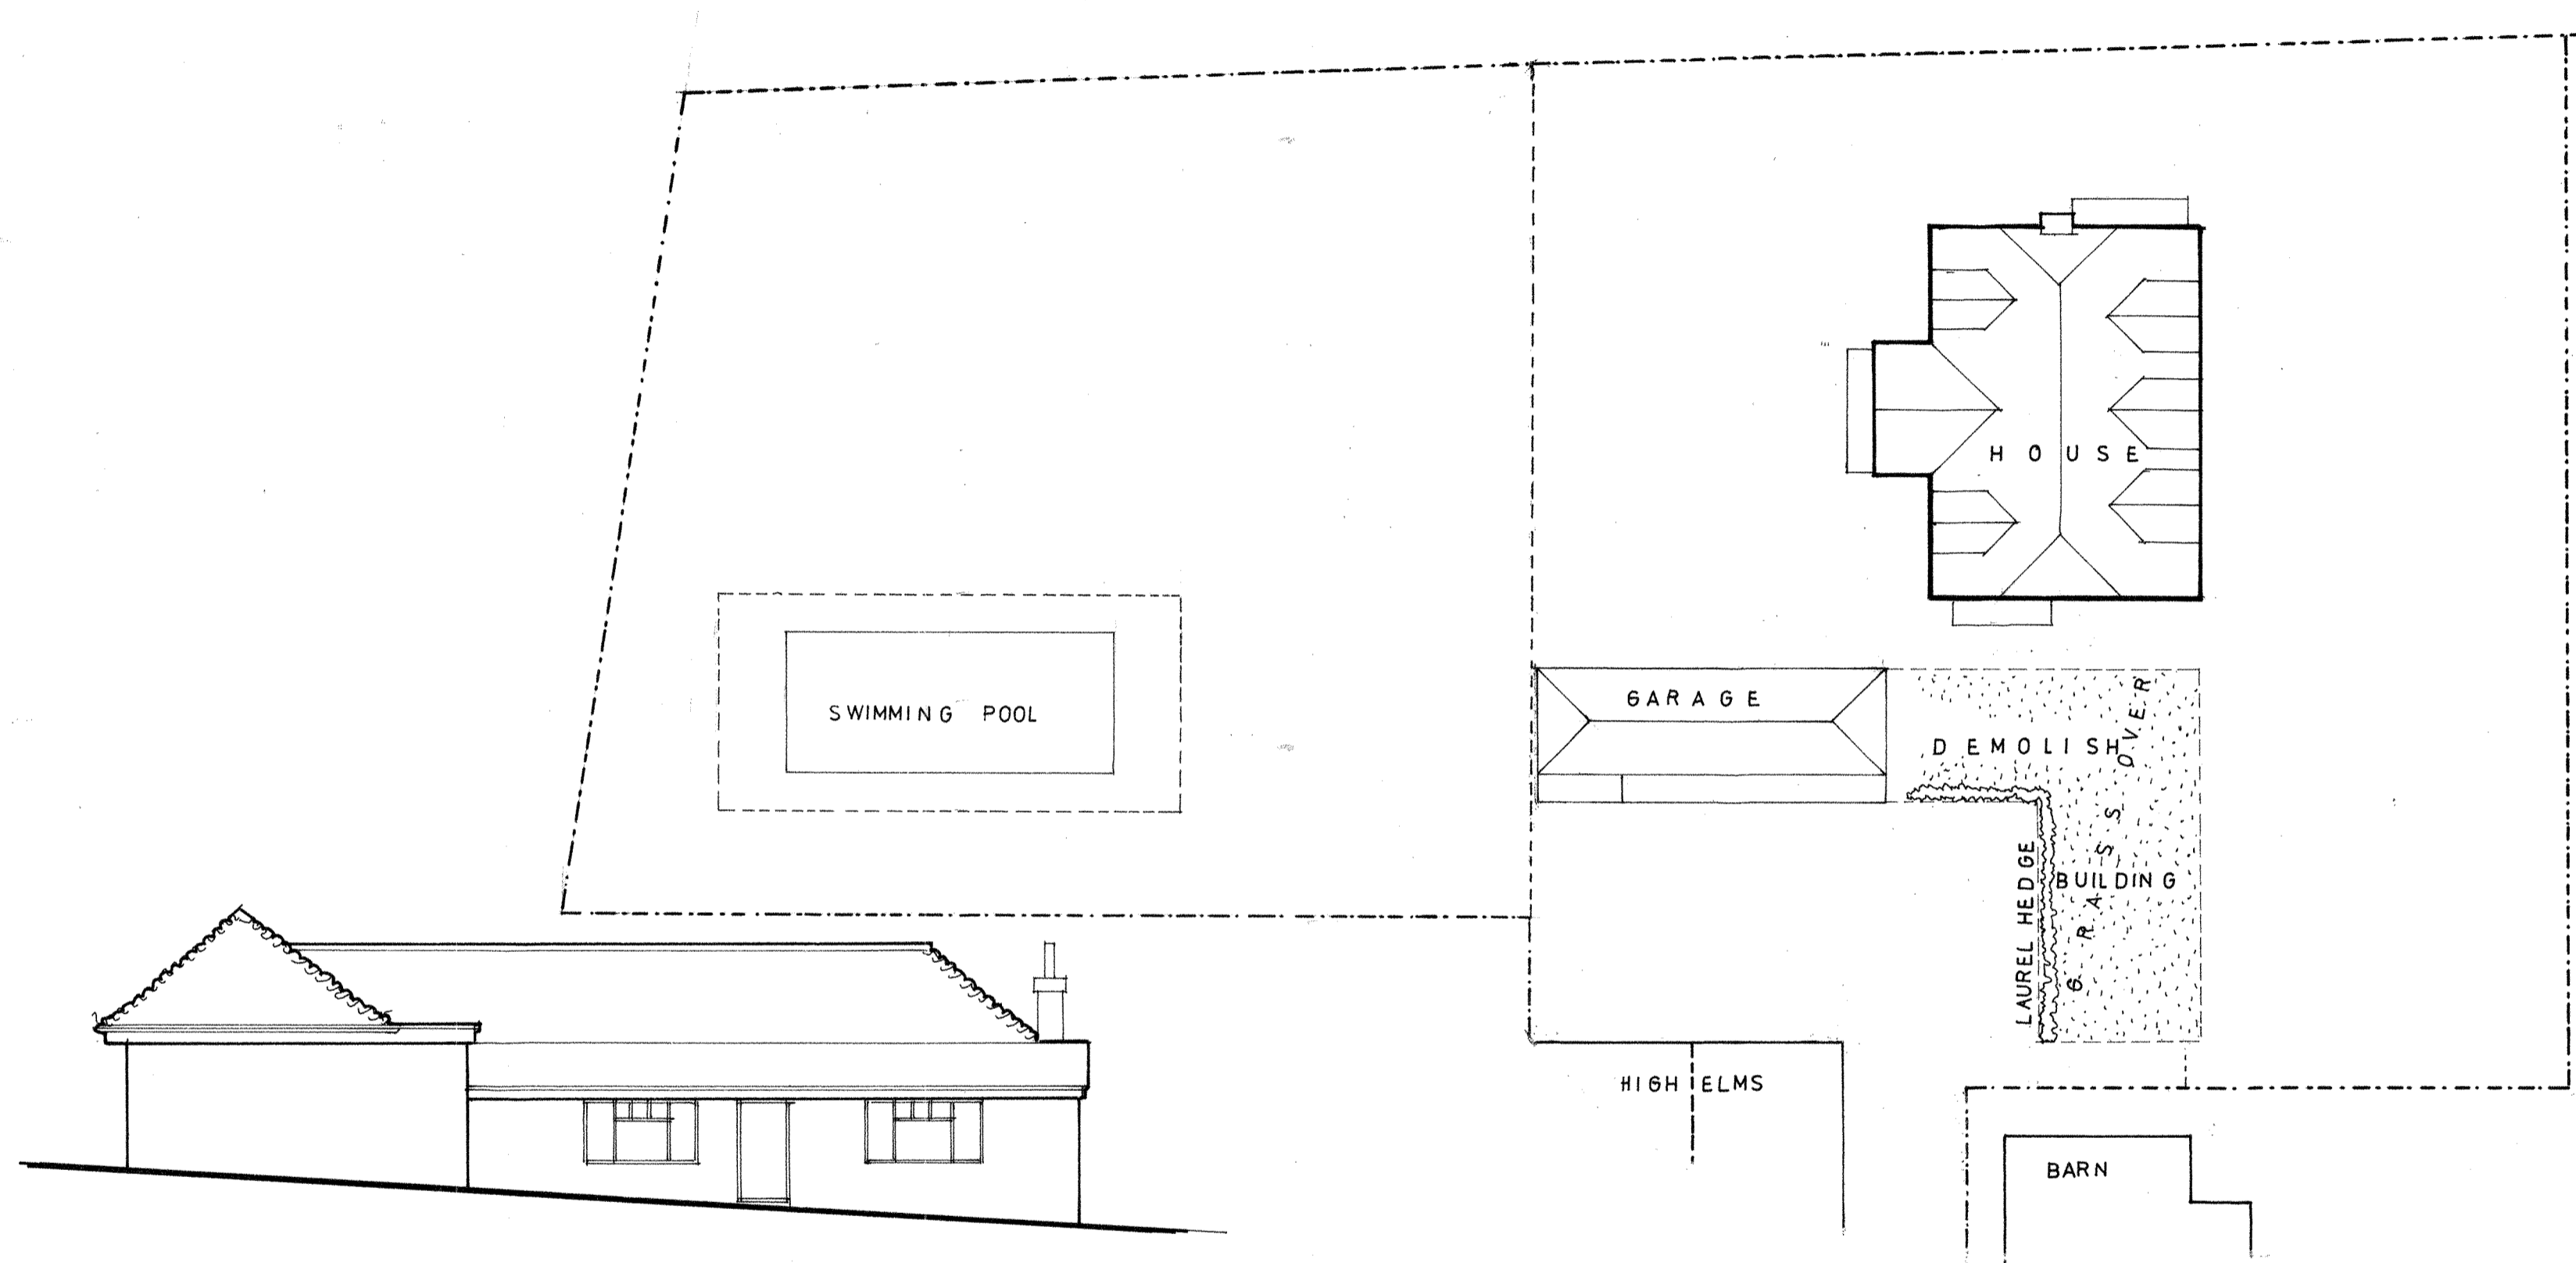 HOUSE
GARAGE
SWIMMING POOL
DEMOLISH
BUILDING
GRASS OVER
LAUREL HEDGE
HIGH ELMS
BARN